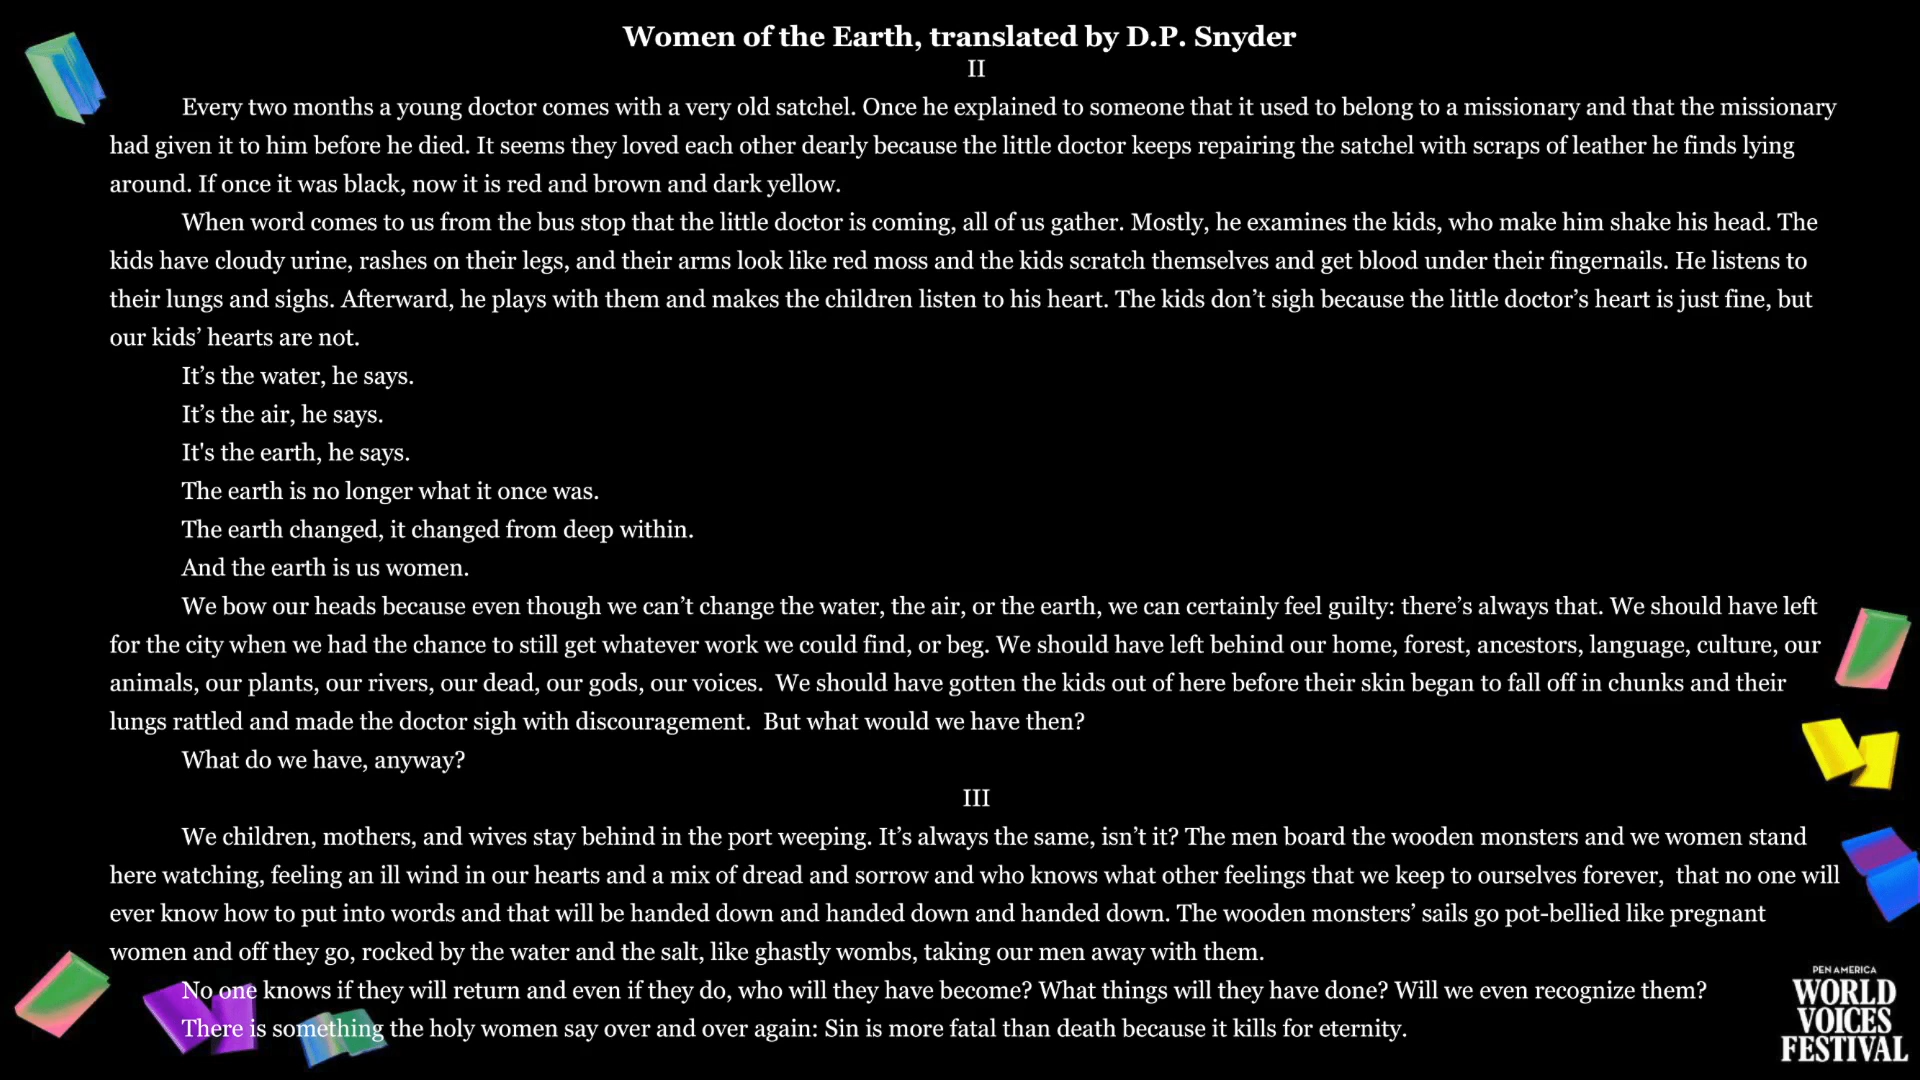 Women of the Earth, translated by D.P. Snyder
II
Every two months a young doctor comes with a very old satchel. Once he explained to someone that it used to belong to a missionary and that the missionary
had given it to him before he died. It seems they loved each other dearly because the little doctor keeps repairing the satchel with scraps of leather he finds lying
around. If once it was black, now it is red and brown and dark yellow.
When word comes to us from the bus stop that the little doctor is coming, all of us gather. Mostly, he examines the kids, who make him shake his head. The
kids have cloudy urine, rashes on their legs, and their arms look like red moss and the kids scratch themselves and get blood under their fingernails. He listens to
their lungs and sighs. Afterward, he plays with them and makes the children listen to his heart. The kids don’t sigh because the little doctor’s heart is just fine, but
our kids’ hearts are not.
It’s the water, he says.
It’s the air, he says.
It's the earth, he says.
The earth is no longer what it once was.
The earth changed, it changed from deep within.
And the earth is us women.
We bow our heads because even though we can’t change the water, the air, or the earth, we can certainly feel guilty: there’s always that. We should have left
for the city when we had the chance to still get whatever work we could find, or beg. We should have left behind our home, forest, ancestors, language, culture, our
animals, our plants, our rivers, our dead, our gods, our voices.  We should have gotten the kids out of here before their skin began to fall off in chunks and their
lungs rattled and made the doctor sigh with discouragement.  But what would we have then?
What do we have, anyway?
III
We children, mothers, and wives stay behind in the port weeping. It’s always the same, isn’t it? The men board the wooden monsters and we women stand
here watching, feeling an ill wind in our hearts and a mix of dread and sorrow and who knows what other feelings that we keep to ourselves forever,  that no one will
ever know how to put into words and that will be handed down and handed down and handed down. The wooden monsters’ sails go pot-bellied like pregnant
women and off they go, rocked by the water and the salt, like ghastly wombs, taking our men away with them.
No one knows if they will return and even if they do, who will they have become? What things will they have done? Will we even recognize them?
There is something the holy women say over and over again: Sin is more fatal than death because it kills for eternity.
PEN AMERICA
WORLD
VOICES
FESTIVAL